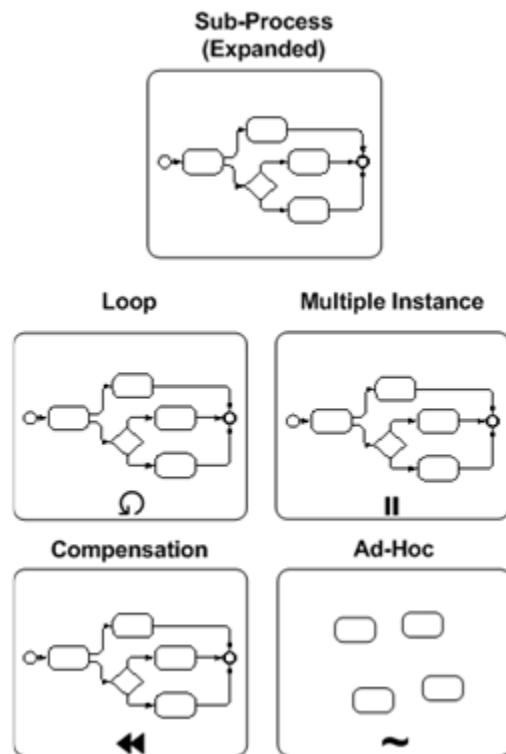 Sub-Process
(Expanded)
Loop
Multiple Instance
Compensation
Ad-Hoc
~